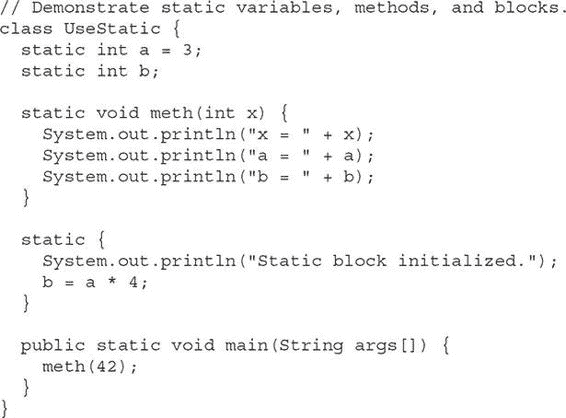 // Demonstrate static variables, methods, and blocks.
class UseStatic {
  static int a = 3;
  static int b;

  static void meth(int x) {
    System.out.println("x = " + x);
    System.out.println("a = " + a);
    System.out.println("b = " + b);
  }

  static {
    System.out.println("Static block initialized.");
    b = a * 4;
  }

  public static void main(String args[]) {
    meth(42);
  }
}